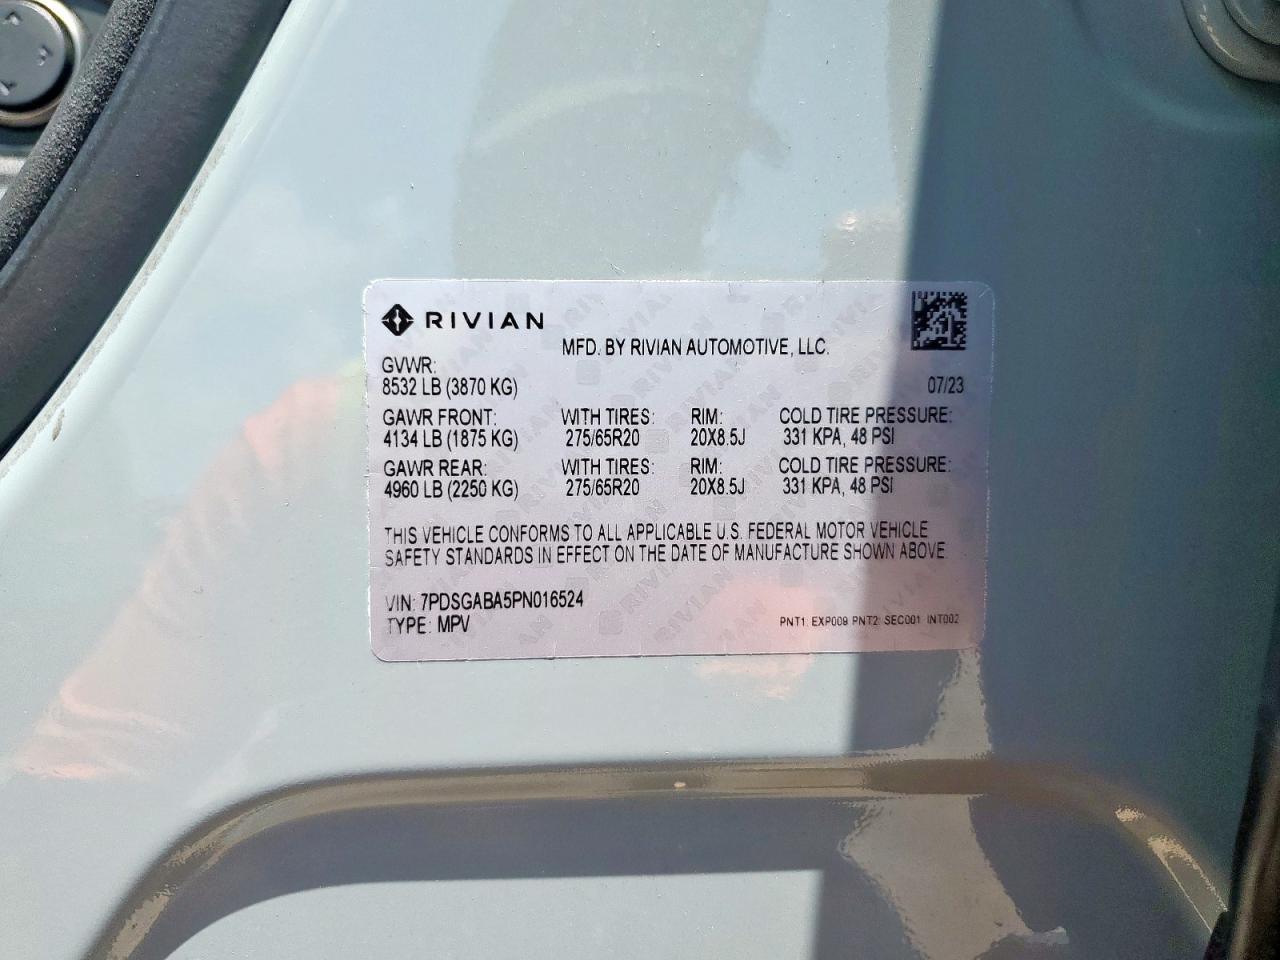 RIVIAN
MFD. BY RIVIAN AUTOMOTIVE, LLC.
GVWR:
8532 LB (3870 KG) 07/23
GAWR FRONT: WITH TIRES: RIM: COLD TIRE PRESSURE:
4134 LB (1875 KG) 275/65R20 20X8.5J 331 KPA, 48 PSI
GAWR REAR: WITH TIRES: RIM: COLD TIRE PRESSURE:
4960 LB (2250 KG) 275/65R20 20X8.5J 331 KPA, 48 PSI
THIS VEHICLE CONFORMS TO ALL APPLICABLE U.S. FEDERAL MOTOR VEHICLE
SAFETY STANDARDS IN EFFECT ON THE DATE OF MANUFACTURE SHOWN ABOVE
VIN: 7PDSGABA5PN016524
TYPE: MPV PNT1: EXP009 PNT2: SEC001 INT002